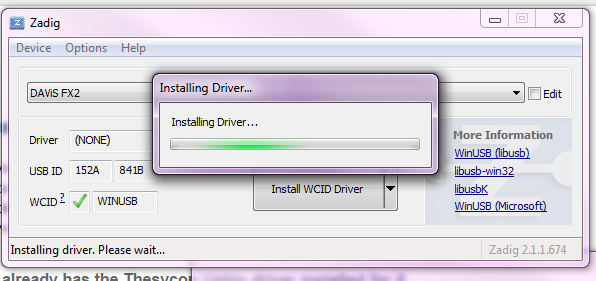 Zadig
Device Options Help
DAViS FX2 Edit
Installing Driver...
Installing Driver...
Driver (NONE)
More Information
WinUSB (libusb)
USB ID 152A 841B
libusb-win32
WCID ? WINUSB
Install WCID Driver
libusbK
WinUSB (Microsoft)
Installing driver. Please wait...
Zadig 2.1.1.674
already has the Thesycon